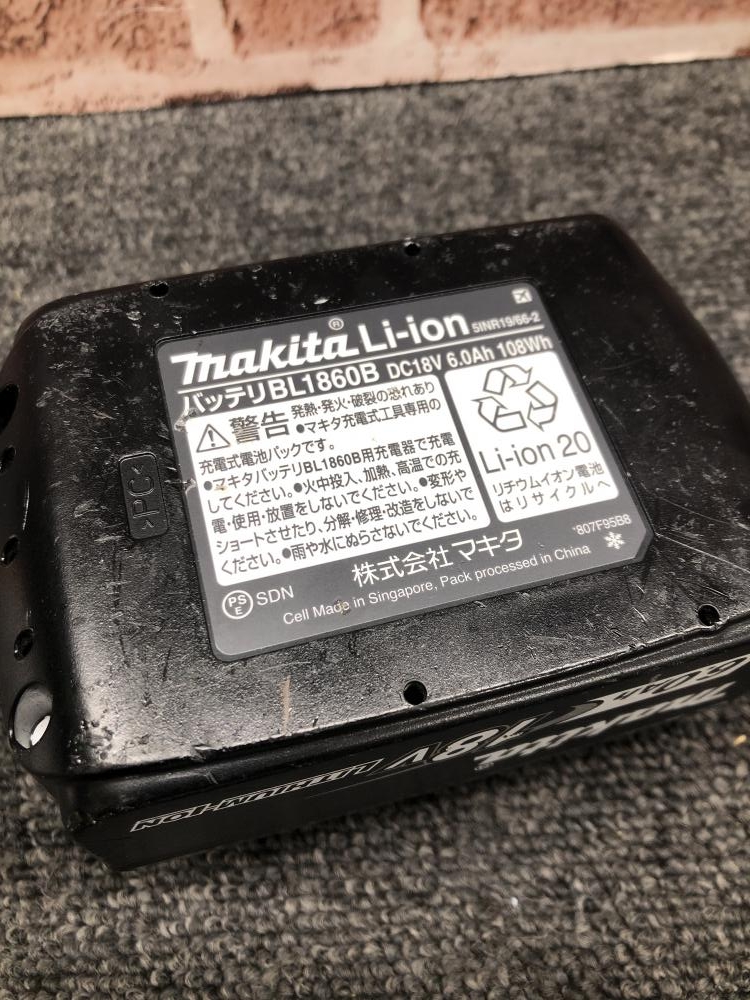 makita® Li-ion 5INR19/66-2
バッテリBL1860B DC18V 6.0Ah 108Wh
警告 発熱・発火・破裂の恐れあり
●マキタ充電式工具専用の
充電式電池パックです。
●マキタバッテリBL1860B用充電器で充電
してください。●火中投入、加熱、高温での充
電・使用・放置をしないでください。●変形や
ショートさせたり、分解・修理・改造をしないで
ください。●雨や水にぬらさないでください。
Li-ion 20
リチウムイオン電池
はリサイクルへ
*807F95B8
株式会社マキタ
PSE SDN
Cell Made in Singapore, Pack processed in China
>PC<
makita
18V LITHIUM-ION